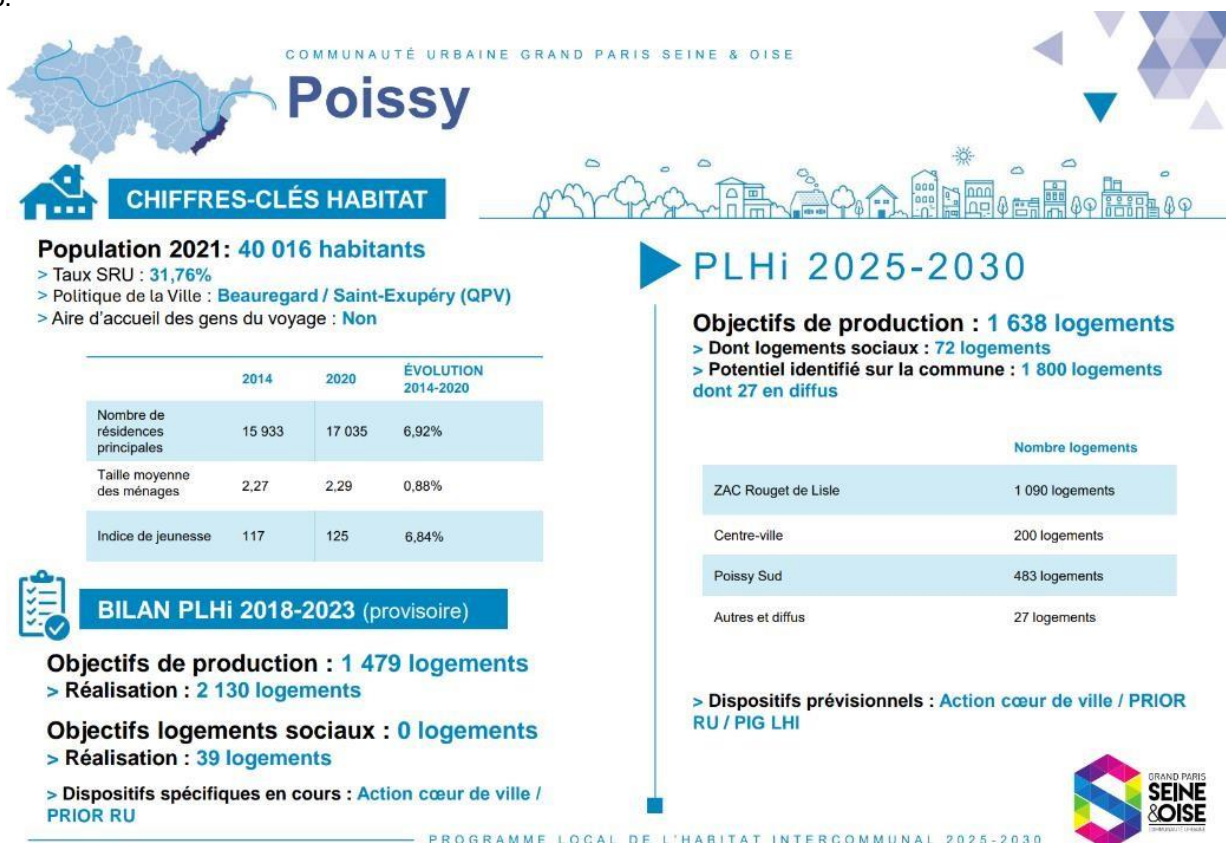 COMMUNAUTÉ URBAINE GRAND PARIS SEINE & OISE
Poissy
CHIFFRES-CLÉS HABITAT
Population 2021: 40 016 habitants
> Taux SRU : 31,76%
> Politique de la Ville : Beauregard / Saint-Exupéry (QPV)
> Aire d'accueil des gens du voyage : Non
2014 2020 ÉVOLUTION
2014-2020
Nombre de
résidences
principales 15 933 17 035 6,92%
Taille moyenne
des ménages 2,27 2,29 0,88%
Indice de jeunesse 117 125 6,84%
BILAN PLHi 2018-2023 (provisoire)
Objectifs de production : 1 479 logements
> Réalisation : 2 130 logements
Objectifs logements sociaux : 0 logements
> Réalisation : 39 logements
> Dispositifs spécifiques en cours : Action cœur de ville /
PRIOR RU
PLHi 2025-2030
Objectifs de production : 1 638 logements
> Dont logements sociaux : 72 logements
> Potentiel identifié sur la commune : 1 800 logements
dont 27 en diffus
Nombre logements
ZAC Rouget de Lisle 1 090 logements
Centre-ville 200 logements
Poissy Sud 483 logements
Autres et diffus 27 logements
> Dispositifs prévisionnels : Action cœur de ville / PRIOR
RU / PIG LHI
GRAND PARIS
SEINE
&OISE
COMMUNAUTÉ URBAINE
PROGRAMME LOCAL DE L'HABITAT INTERCOMMUNAL 2025-2030